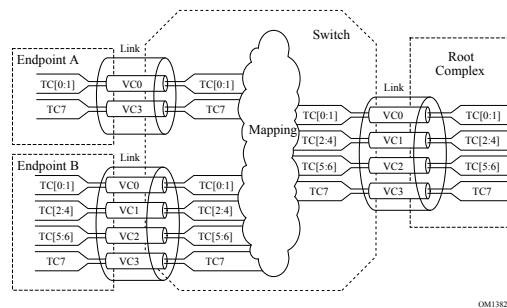 Switch
Link
Endpoint A
TC[0:1] VC0 TC[0:1]
TC7 VC3 TC7
Root
Complex
Mapping
TC[0:1] VC0 TC[0:1]
TC[2:4] VC1 TC[2:4]
TC[5:6] VC2 TC[5:6]
TC7 VC3 TC7
Link
Link
Endpoint B
TC[0:1] VC0 TC[0:1]
TC[2:4] VC1 TC[2:4]
TC[5:6] VC2 TC[5:6]
TC7 VC3 TC7
OM13828